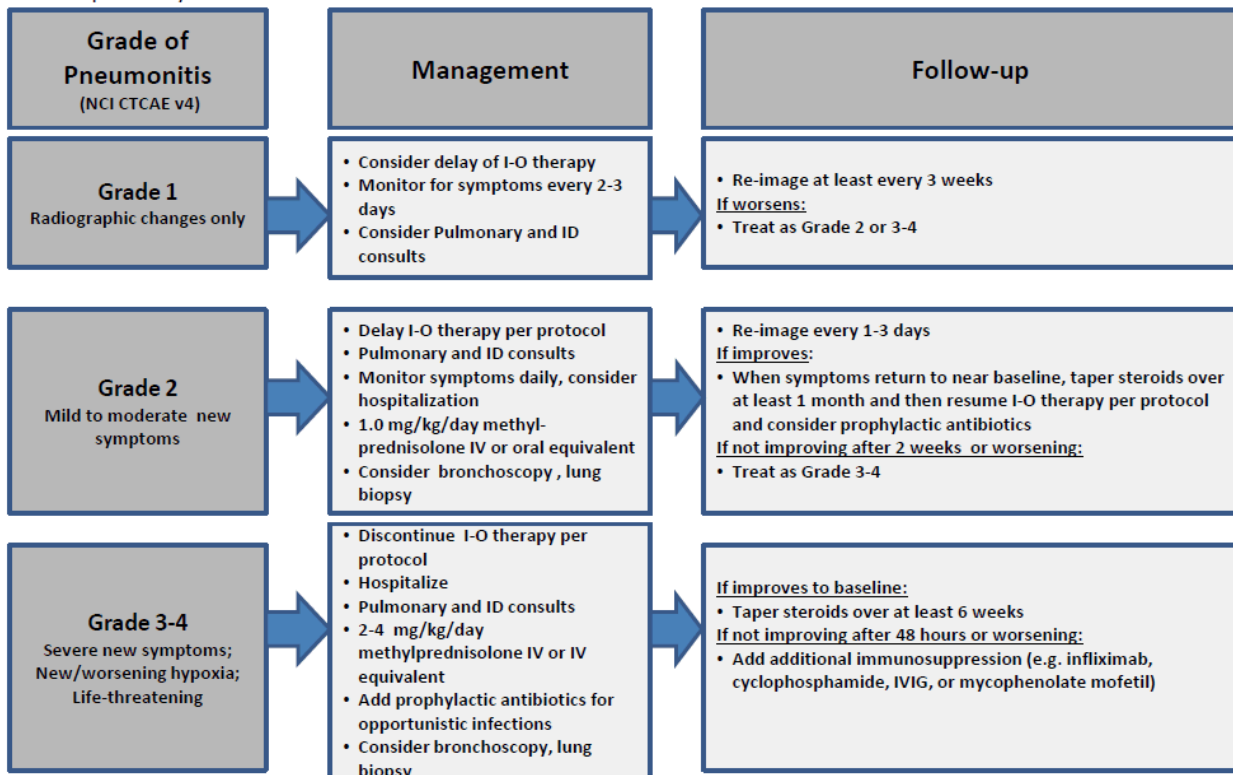 Grade of
Pneumonitis
(NCI CTCAE v4)
Management
Follow-up
Grade 1
Radiographic changes only
• Consider delay of I-O therapy
• Monitor for symptoms every 2-3
days
• Consider Pulmonary and ID
consults
• Re-image at least every 3 weeks
If worsens:
• Treat as Grade 2 or 3-4
Grade 2
Mild to moderate new
symptoms
• Delay I-O therapy per protocol
• Pulmonary and ID consults
• Monitor symptoms daily, consider
hospitalization
• 1.0 mg/kg/day methyl-
prednisolone IV or oral equivalent
• Consider bronchoscopy , lung
biopsy
• Re-image every 1-3 days
If improves:
• When symptoms return to near baseline, taper steroids over
at least 1 month and then resume I-O therapy per protocol
and consider prophylactic antibiotics
If not improving after 2 weeks or worsening:
• Treat as Grade 3-4
Grade 3-4
Severe new symptoms;
New/worsening hypoxia;
Life-threatening
• Discontinue I-O therapy per
protocol
• Hospitalize
• Pulmonary and ID consults
• 2-4 mg/kg/day
methylprednisolone IV or IV
equivalent
• Add prophylactic antibiotics for
opportunistic infections
• Consider bronchoscopy, lung
biopsy
If improves to baseline:
• Taper steroids over at least 6 weeks
If not improving after 48 hours or worsening:
• Add additional immunosuppression (e.g. infliximab,
cyclophosphamide, IVIG, or mycophenolate mofetil)